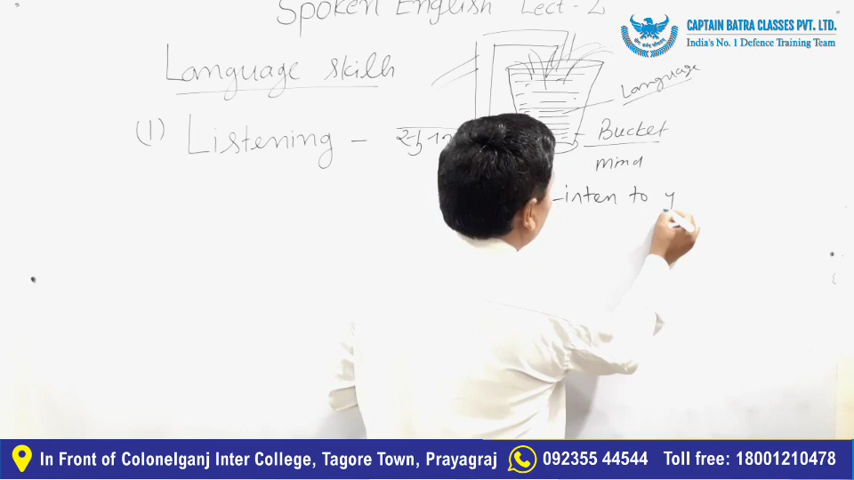 Spoken English Lect - 2
CAPTAIN BATRA CLASSES PVT. LTD.
India's No. 1 Defence Training Team
Language skills
Language
(1) Listening -
Bucket
mind
to y
In Front of Colonelganj Inter College, Tagore Town, Prayagraj
092355 44544 Toll free: 18001210478